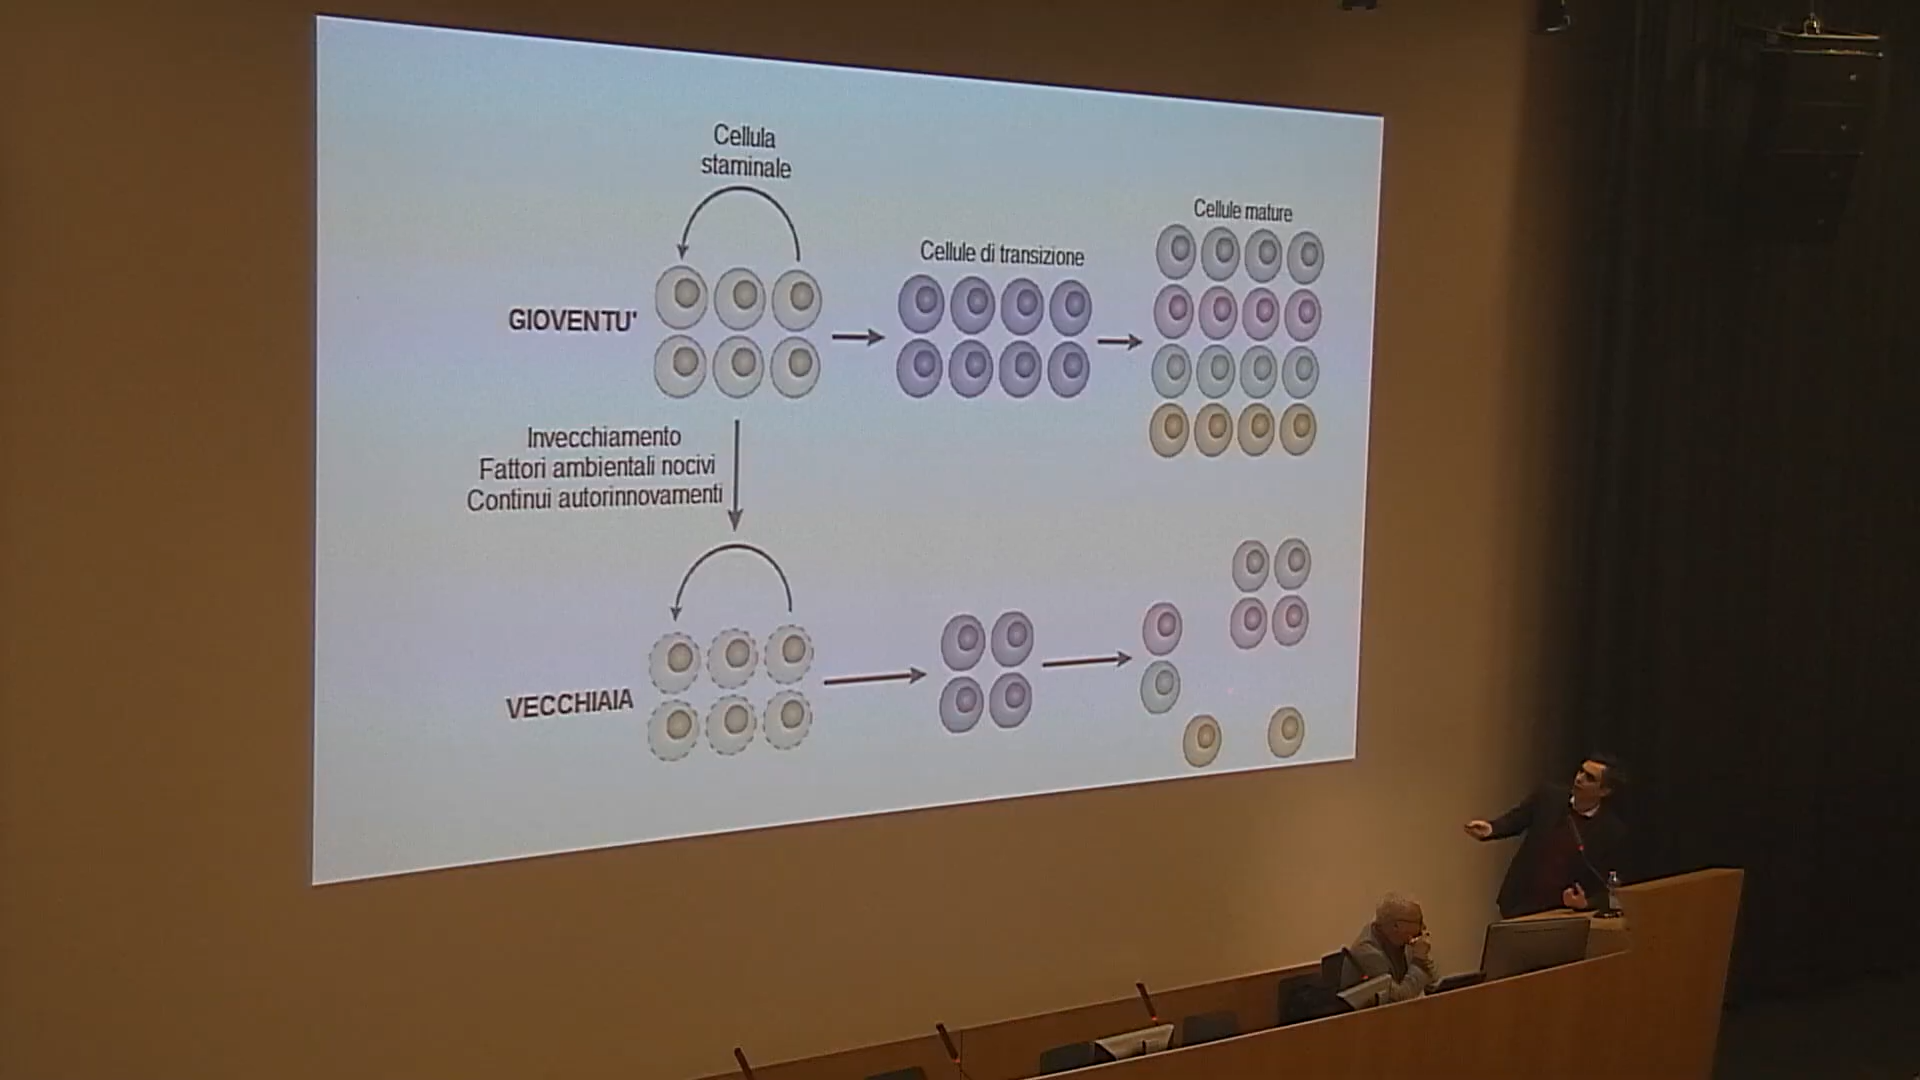 Cellula
staminale
Cellule mature
Cellule di transizione
GIOVENTU'
Invecchiamento
Fattori ambientali nocivi
Continui autorinnovamenti
VECCHIAIA